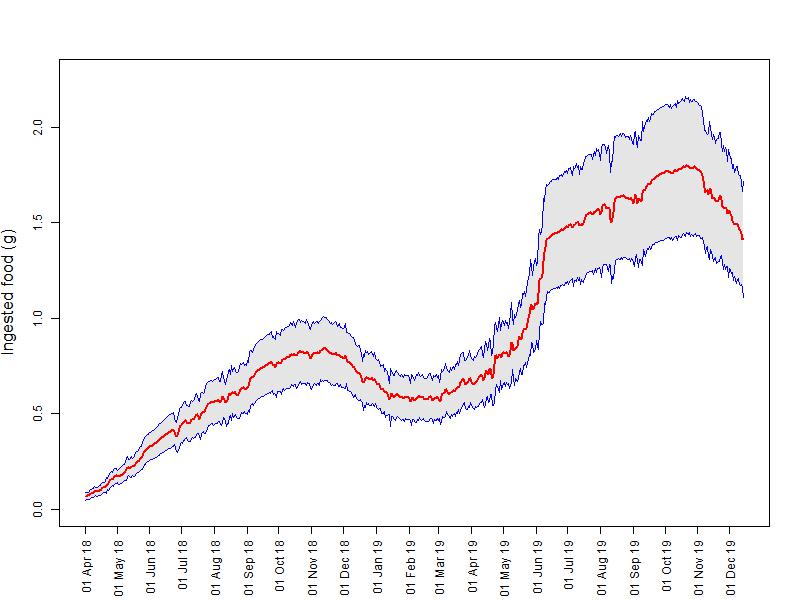 Ingested food (g)
2.0
1.5
1.0
0.5
0.0
01 Apr 18
01 May 18
01 Jun 18
01 Jul 18
01 Aug 18
01 Sep 18
01 Oct 18
01 Nov 18
01 Dec 18
01 Jan 19
01 Feb 19
01 Mar 19
01 Apr 19
01 May 19
01 Jun 19
01 Jul 19
01 Aug 19
01 Sep 19
01 Oct 19
01 Nov 19
01 Dec 19